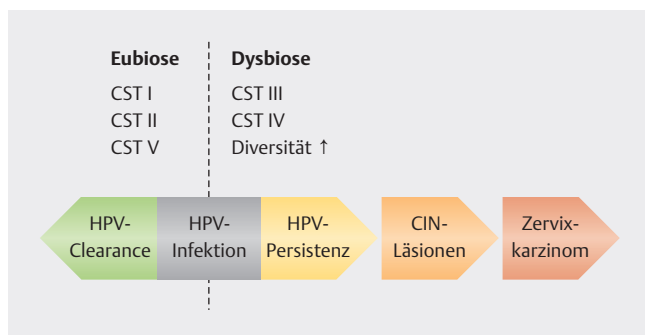 Eubiose
CST I
CST II
CST V
Dysbiose
CST III
CST IV
Diversität ↑
HPV-
Clearance
HPV-
Infektion
HPV-
Persistenz
CIN-
Läsionen
Zervix-
karzinom